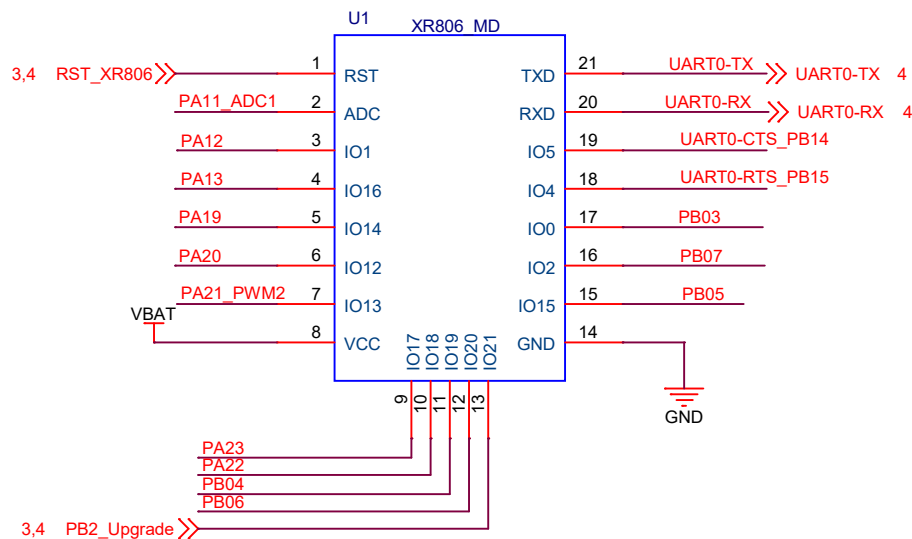 U1
XR806_MD
3,4 RST_XR806 1 RST TXD 21 UART0-TX UART0-TX 4
PA11_ADC1 2 ADC RXD 20 UART0-RX UART0-RX 4
PA12 3 IO1 IO5 19 UART0-CTS_PB14
PA13 4 IO16 IO4 18 UART0-RTS_PB15
PA19 5 IO14 IO0 17 PB03
PA20 6 IO12 IO2 16 PB07
PA21_PWM2 7 IO13 IO15 15 PB05
VBAT 8 VCC GND 14
IO17
IO18
IO19
IO20
IO21
GND
9
10
11
12
13
PA23
PA22
PB04
PB06
3,4 PB2_Upgrade